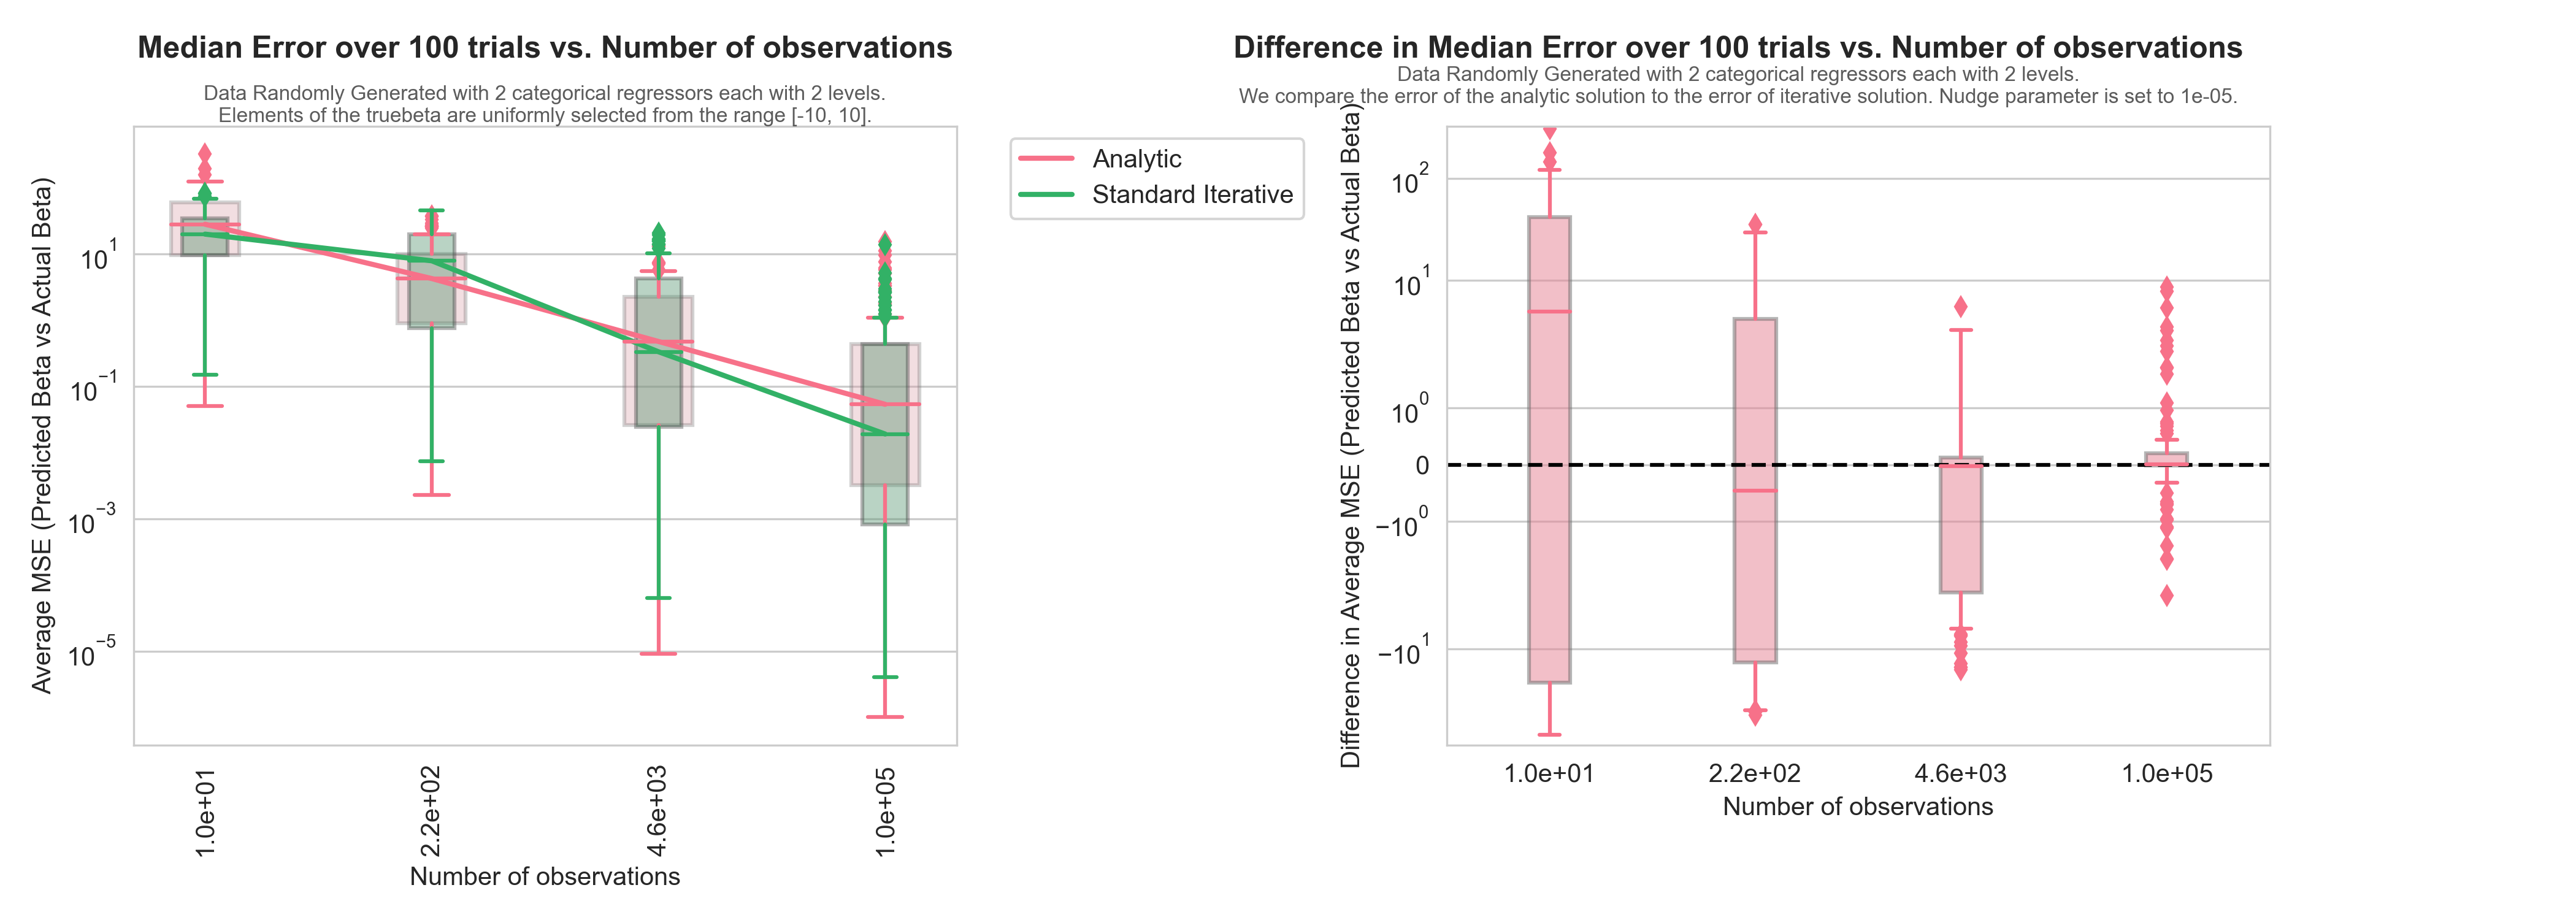 Median Error over 100 trials vs. Number of observations
Data Randomly Generated with 2 categorical regressors each with 2 levels.
Elements of the truebeta are uniformly selected from the range [-10, 10].
Average MSE (Predicted Beta vs Actual Beta)
10^1
10^−1
10^−3
10^−5
1.0e+01
2.2e+02
4.6e+03
1.0e+05
Number of observations
Analytic
Standard Iterative
Difference in Median Error over 100 trials vs. Number of observations
Data Randomly Generated with 2 categorical regressors each with 2 levels.
We compare the error of the analytic solution to the error of iterative solution. Nudge parameter is set to 1e-05.
Difference in Average MSE (Predicted Beta vs Actual Beta)
10^2
10^1
10^0
0
−10^0
−10^1
1.0e+01
2.2e+02
4.6e+03
1.0e+05
Number of observations